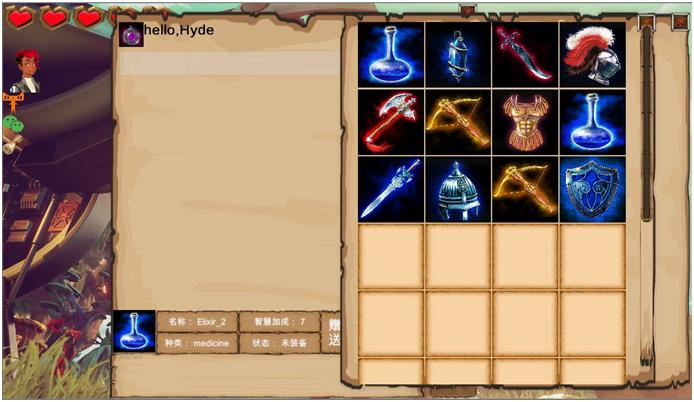 hello,Hyde
名称： Elixir_2
智慧加成： 7
种类： medicine
状态： 未装备
赠
送